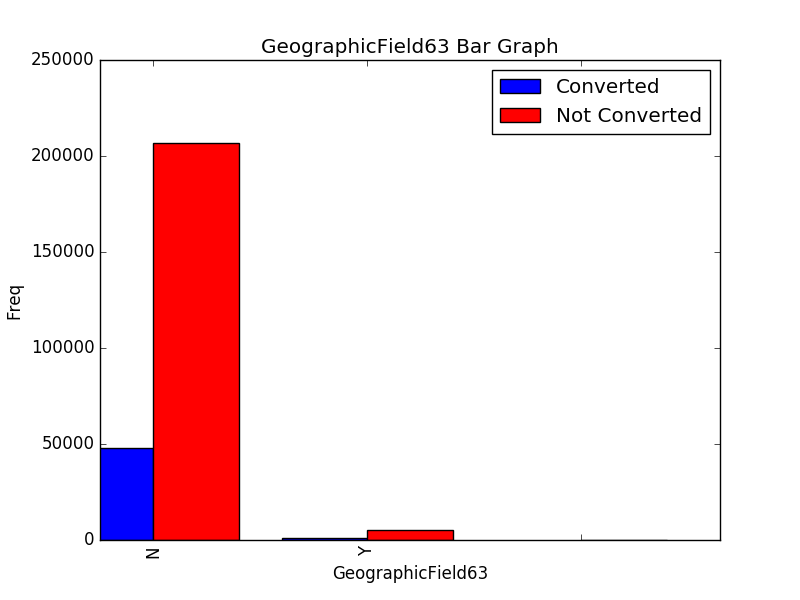 GeographicField63 Bar Graph
Converted
Not Converted
250000
200000
150000
100000
50000
0
Freq
N
Y
GeographicField63